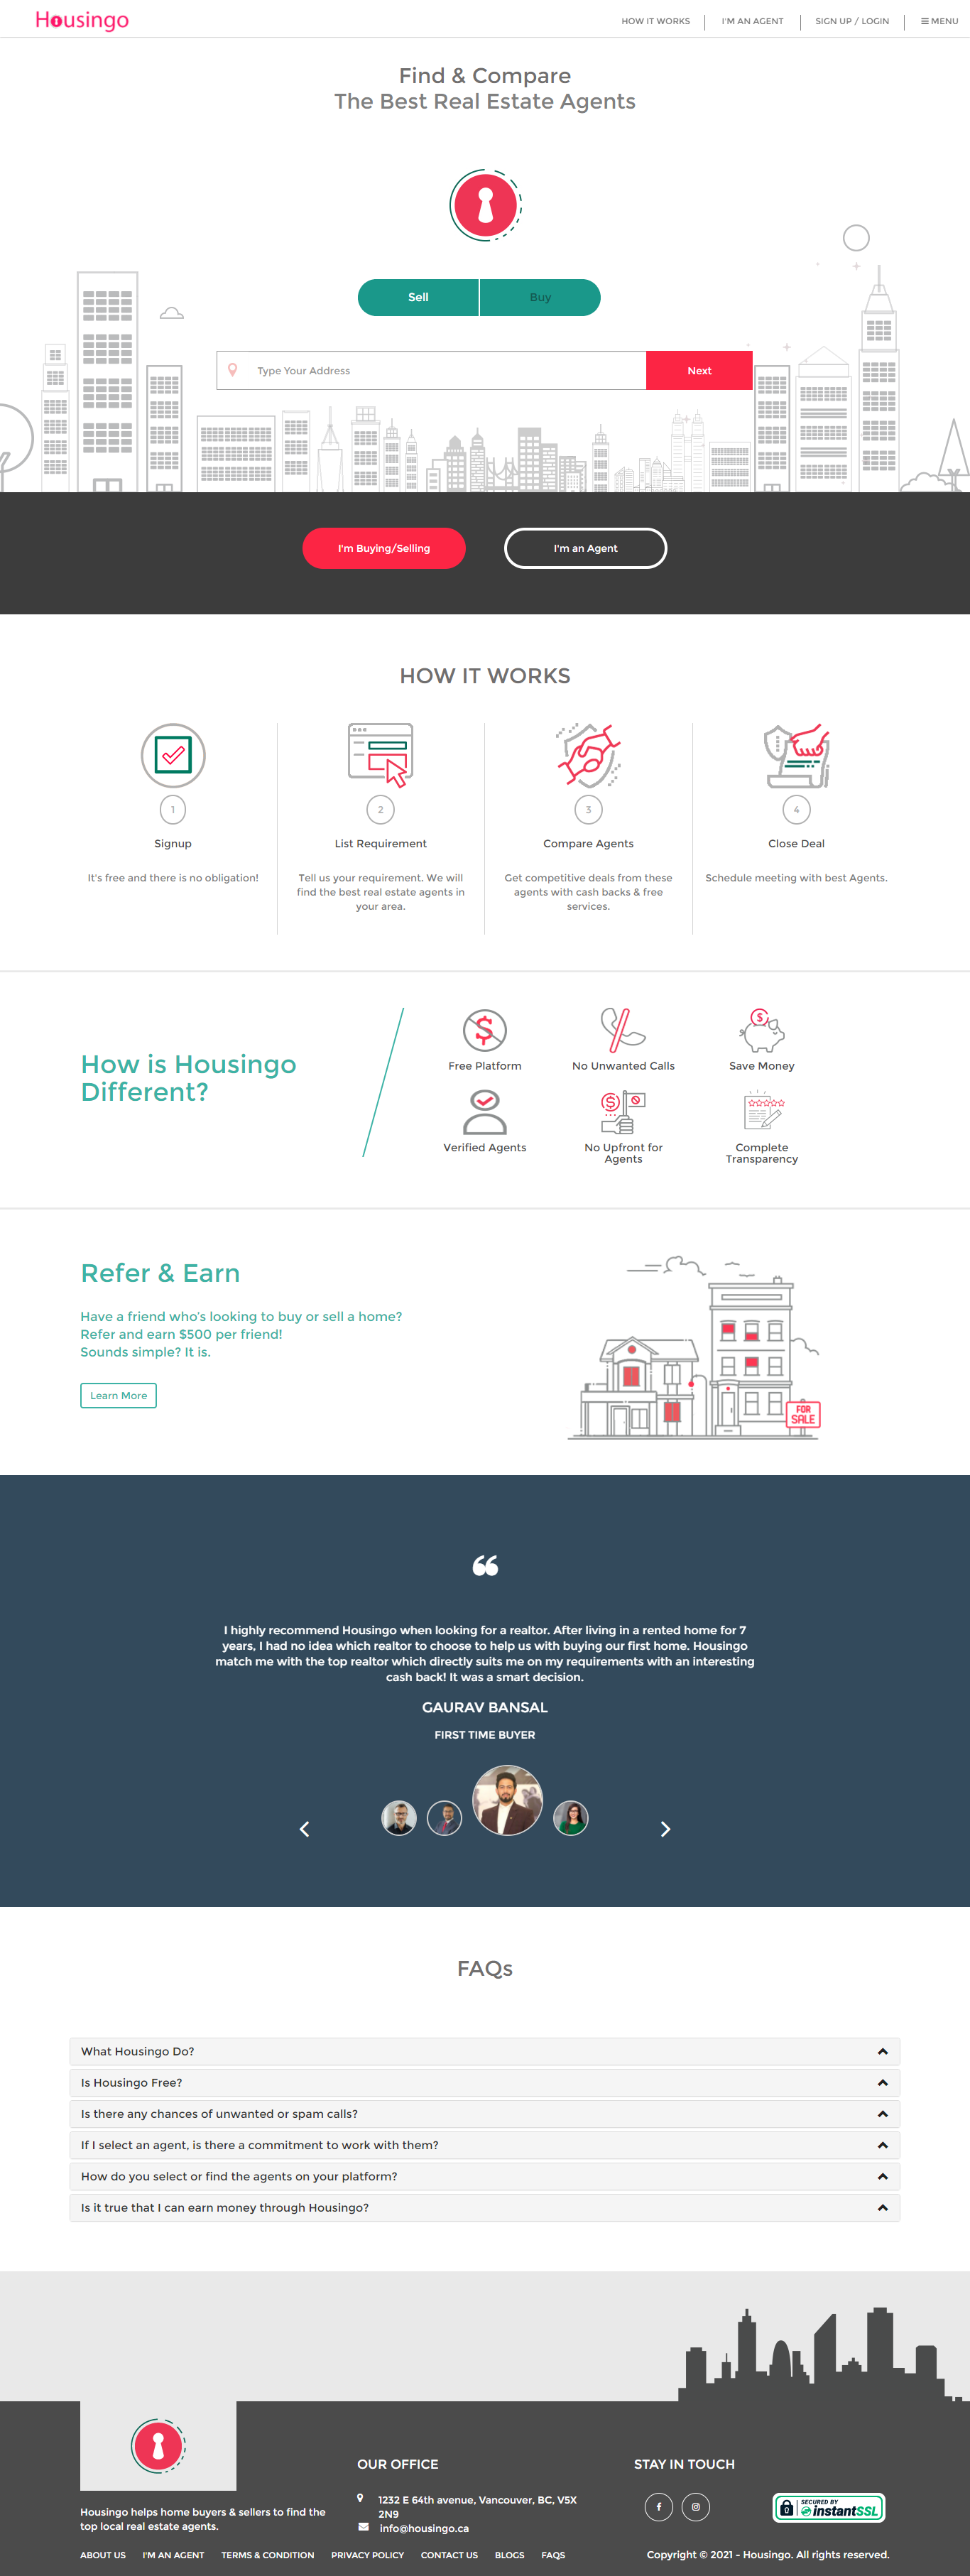 Housingo
HOW IT WORKS
I'M AN AGENT
SIGN UP / LOGIN
MENU
Find & Compare
The Best Real Estate Agents
Sell
Buy
Type Your Address
Next
I'm Buying/Selling
I'm an Agent
HOW IT WORKS
1
Signup
It's free and there is no obligation!
2
List Requirement
Tell us your requirement. We will
find the best real estate agents in
your area.
3
Compare Agents
Get competitive deals from these
agents with cash backs & free
services.
4
Close Deal
Schedule meeting with best Agents.
How is Housingo
Different?
Free Platform
No Unwanted Calls
Save Money
Verified Agents
No Upfront for
Agents
Complete
Transparency
Refer & Earn
Have a friend who's looking to buy or sell a home?
Refer and earn $500 per friend!
Sounds simple? It is.
Learn More
FOR
SALE
I highly recommend Housingo when looking for a realtor. After living in a rented home for 7
years, I had no idea which realtor to choose to help us with buying our first home. Housingo
match me with the top realtor which directly suits me on my requirements with an interesting
cash back! It was a smart decision.
GAURAV BANSAL
FIRST TIME BUYER
FAQs
What Housingo Do?
Is Housingo Free?
Is there any chances of unwanted or spam calls?
If I select an agent, is there a commitment to work with them?
How do you select or find the agents on your platform?
Is it true that I can earn money through Housingo?
Housingo helps home buyers & sellers to find the
top local real estate agents.
OUR OFFICE
1232 E 64th avenue, Vancouver, BC, V5X
2N9
info@housingo.ca
STAY IN TOUCH
SECURED BY
instantSSL
ABOUT US
I'M AN AGENT
TERMS & CONDITION
PRIVACY POLICY
CONTACT US
BLOGS
FAQS
Copyright © 2021 - Housingo. All rights reserved.